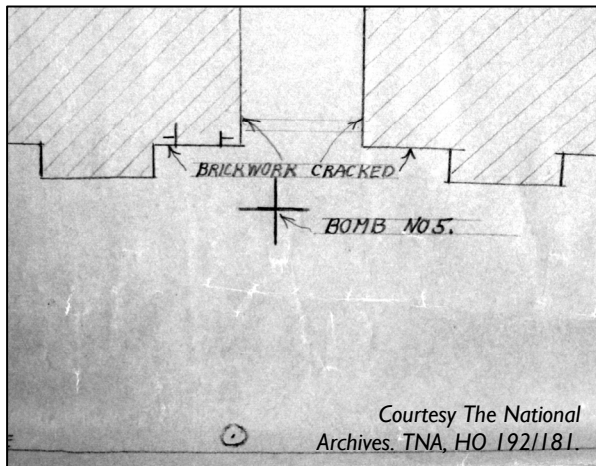 BRICKWORK CRACKED
BOMB NO5.
Courtesy The National
Archives. TNA, HO 192/181.